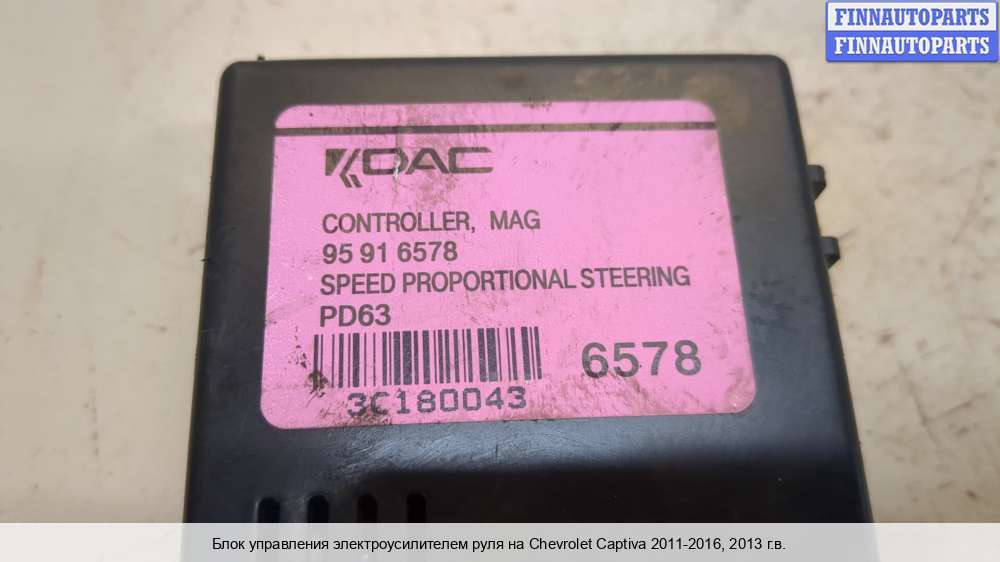 FINNAUTOPARTS
FINNAUTOPARTS
KDAC
CONTROLLER, MAG
95 91 6578
SPEED PROPORTIONAL STEERING
PD63
6578
3C180043
Блок управления электроусилителем руля на Chevrolet Captiva 2011-2016, 2013 г.в.